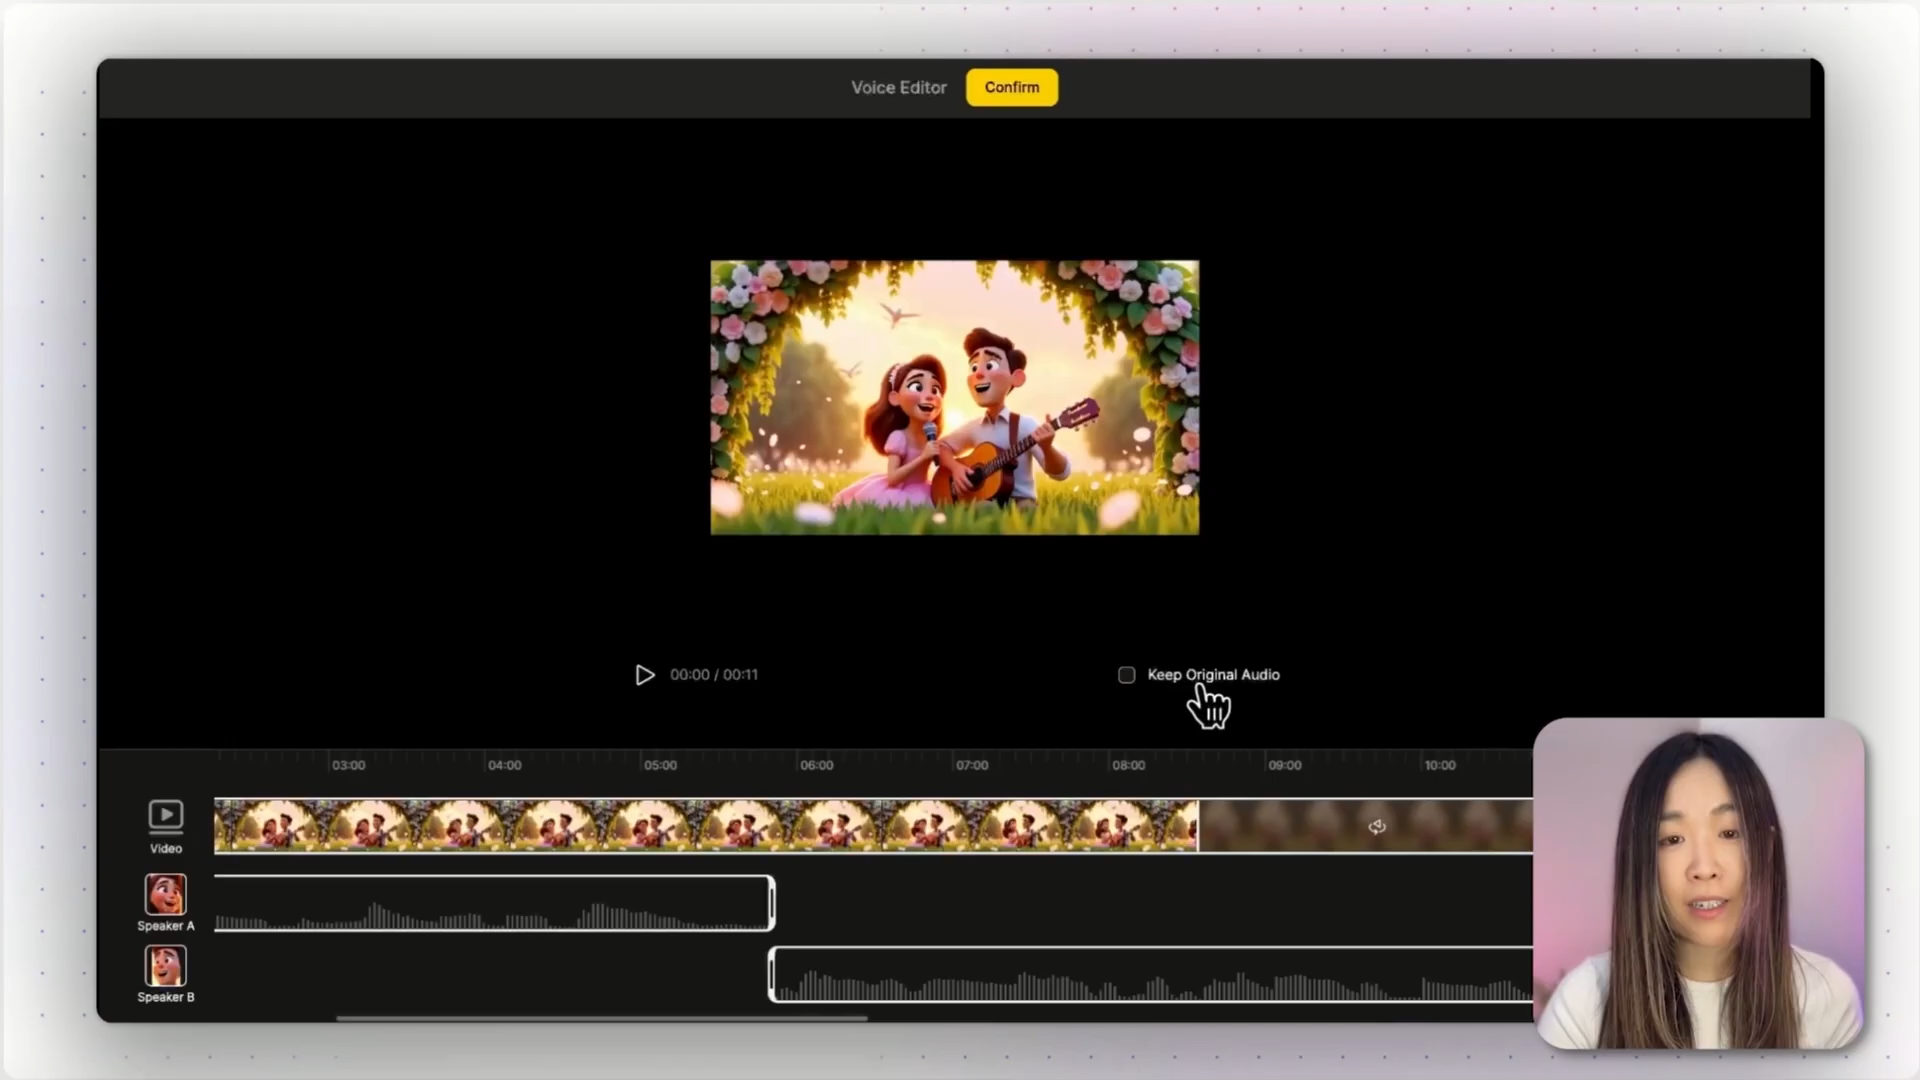 Voice Editor
Confirm
00:00 / 00:11
Keep Original Audio
03:00
04:00
05:00
06:00
07:00
08:00
09:00
10:00
Video
Speaker A
Speaker B